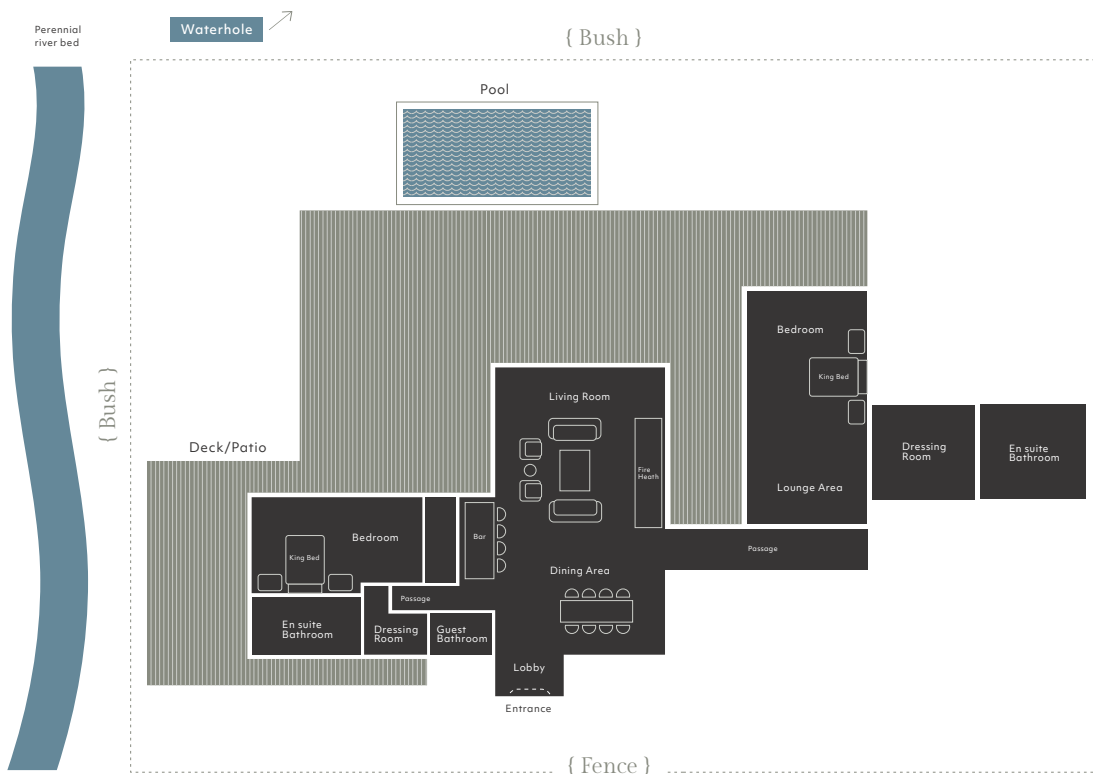 Perennial
river bed
Waterhole
{ Bush }
Pool
{ Bush }
Deck/Patio
Bedroom
King Bed
Lounge Area
Dressing
Room
En suite
Bathroom
Living Room
Fire
Heath
Bar
Dining Area
Passage
Bedroom
King Bed
Passage
En suite
Bathroom
Dressing
Room
Guest
Bathroom
Lobby
Entrance
{ Fence }